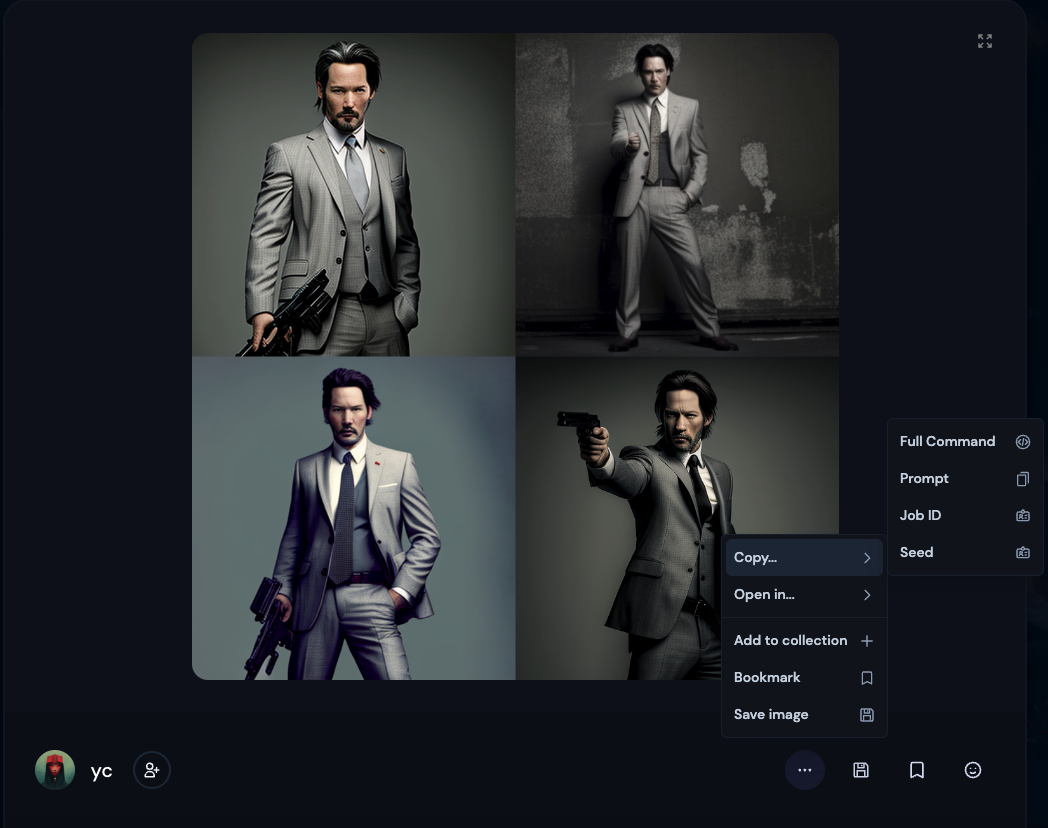 Full Command
Prompt
Job ID
Seed
Copy...
Open in...
Add to collection
Bookmark
Save image
yc